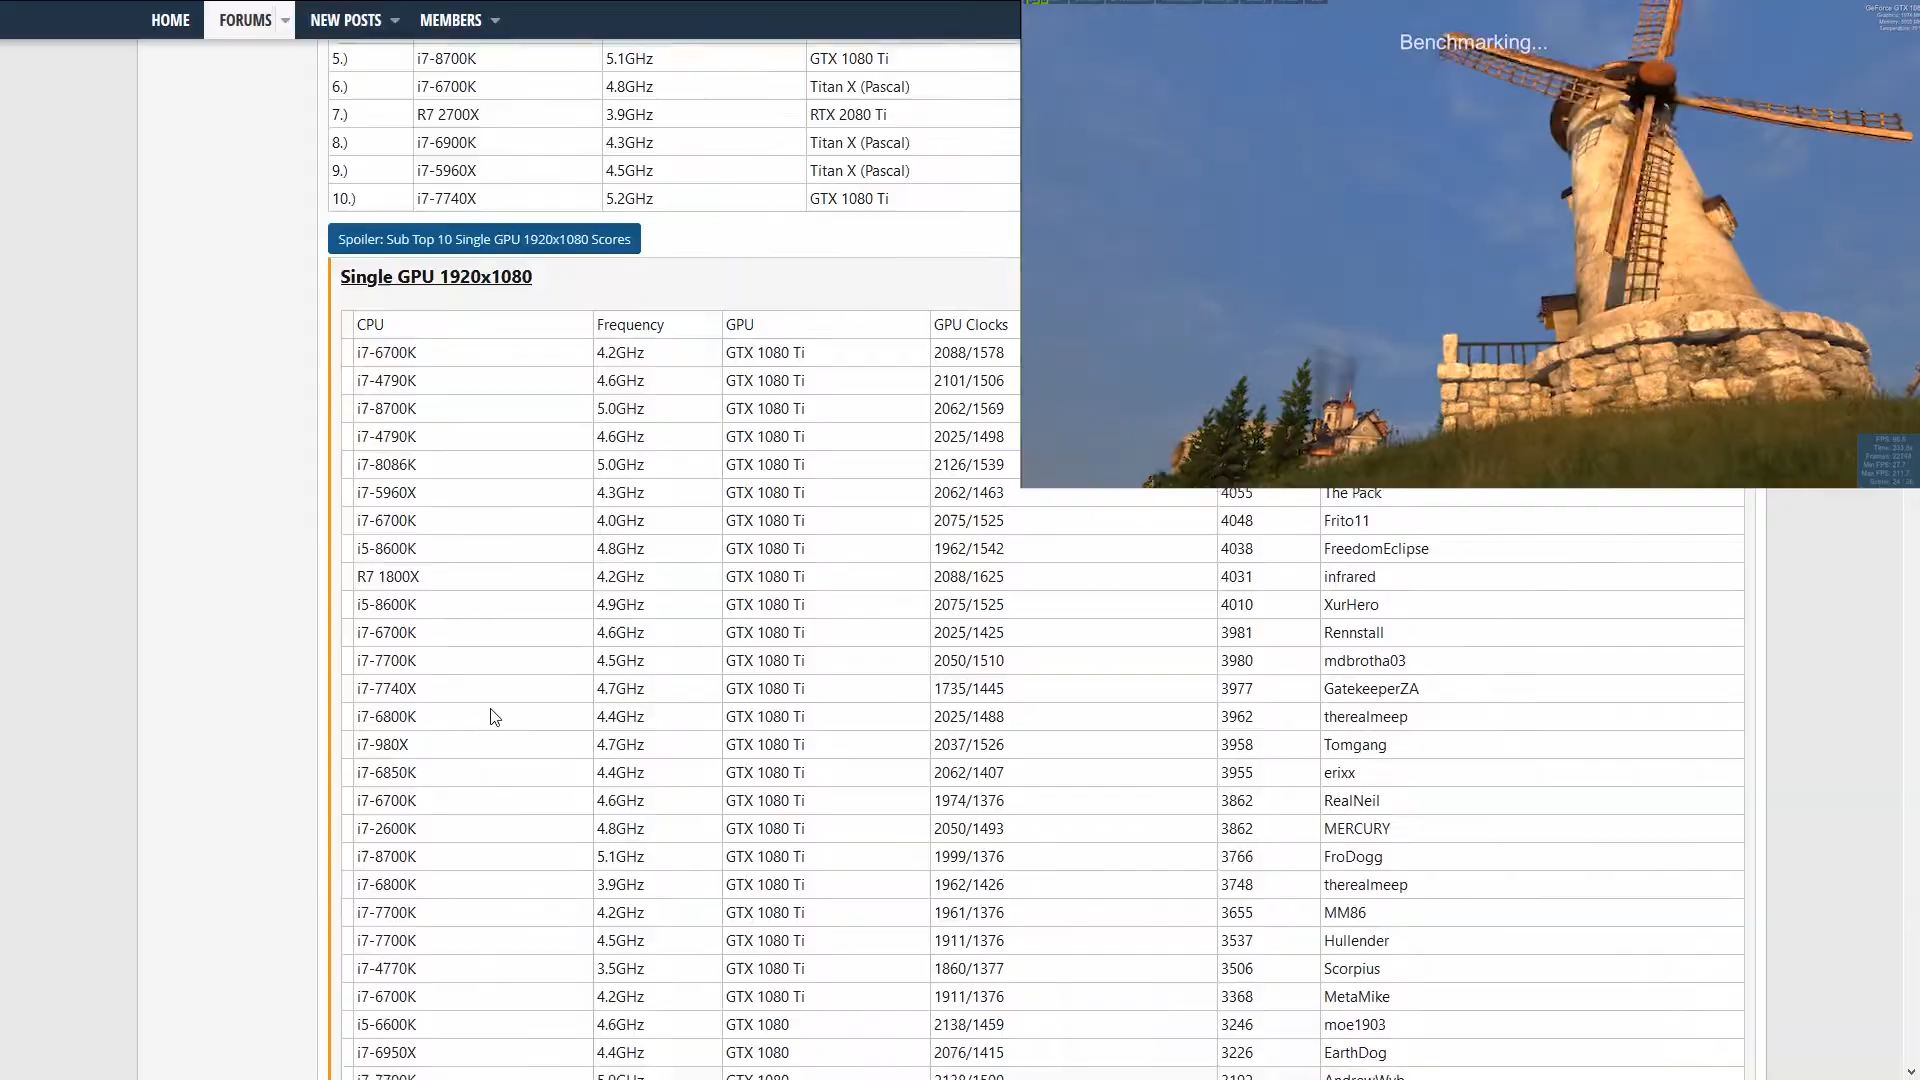 HOME FORUMS NEW POSTS MEMBERS
5.) i7-8700K 5.1GHz GTX 1080 Ti
6.) i7-6700K 4.8GHz Titan X (Pascal)
7.) R7 2700X 3.9GHz RTX 2080 Ti
8.) i7-6900K 4.3GHz Titan X (Pascal)
9.) i7-5960X 4.5GHz Titan X (Pascal)
10.) i7-7740X 5.2GHz GTX 1080 Ti
Benchmarking...
Spoiler: Sub Top 10 Single GPU 1920x1080 Scores
Single GPU 1920x1080
CPU Frequency GPU GPU Clocks
i7-6700K 4.2GHz GTX 1080 Ti 2088/1578
i7-4790K 4.6GHz GTX 1080 Ti 2101/1506
i7-8700K 5.0GHz GTX 1080 Ti 2062/1569
i7-4790K 4.6GHz GTX 1080 Ti 2025/1498
i7-8086K 5.0GHz GTX 1080 Ti 2126/1539
i7-5960X 4.3GHz GTX 1080 Ti 2062/1463 4055 The Pack
i7-6700K 4.0GHz GTX 1080 Ti 2075/1525 4048 Frito11
i5-8600K 4.8GHz GTX 1080 Ti 1962/1542 4038 FreedomEclipse
R7 1800X 4.2GHz GTX 1080 Ti 2088/1625 4031 infrared
i5-8600K 4.9GHz GTX 1080 Ti 2075/1525 4010 XurHero
i7-6700K 4.6GHz GTX 1080 Ti 2025/1425 3981 Rennstall
i7-7700K 4.5GHz GTX 1080 Ti 2050/1510 3980 mdbrotha03
i7-7740X 4.7GHz GTX 1080 Ti 1735/1445 3977 GatekeeperZA
i7-6800K 4.4GHz GTX 1080 Ti 2025/1488 3962 therealmeep
i7-980X 4.7GHz GTX 1080 Ti 2037/1526 3958 Tomgang
i7-6850K 4.4GHz GTX 1080 Ti 2062/1407 3955 erixx
i7-6700K 4.6GHz GTX 1080 Ti 1974/1376 3862 RealNeil
i7-2600K 4.8GHz GTX 1080 Ti 2050/1493 3862 MERCURY
i7-8700K 5.1GHz GTX 1080 Ti 1999/1376 3766 FroDogg
i7-6800K 3.9GHz GTX 1080 Ti 1962/1426 3748 therealmeep
i7-7700K 4.2GHz GTX 1080 Ti 1961/1376 3655 MM86
i7-7700K 4.5GHz GTX 1080 Ti 1911/1376 3537 Hullender
i7-4770K 3.5GHz GTX 1080 Ti 1860/1377 3506 Scorpius
i7-6700K 4.2GHz GTX 1080 Ti 1911/1376 3368 MetaMike
i5-6600K 4.6GHz GTX 1080 2138/1459 3246 moe1903
i7-6950X 4.4GHz GTX 1080 2076/1415 3226 EarthDog